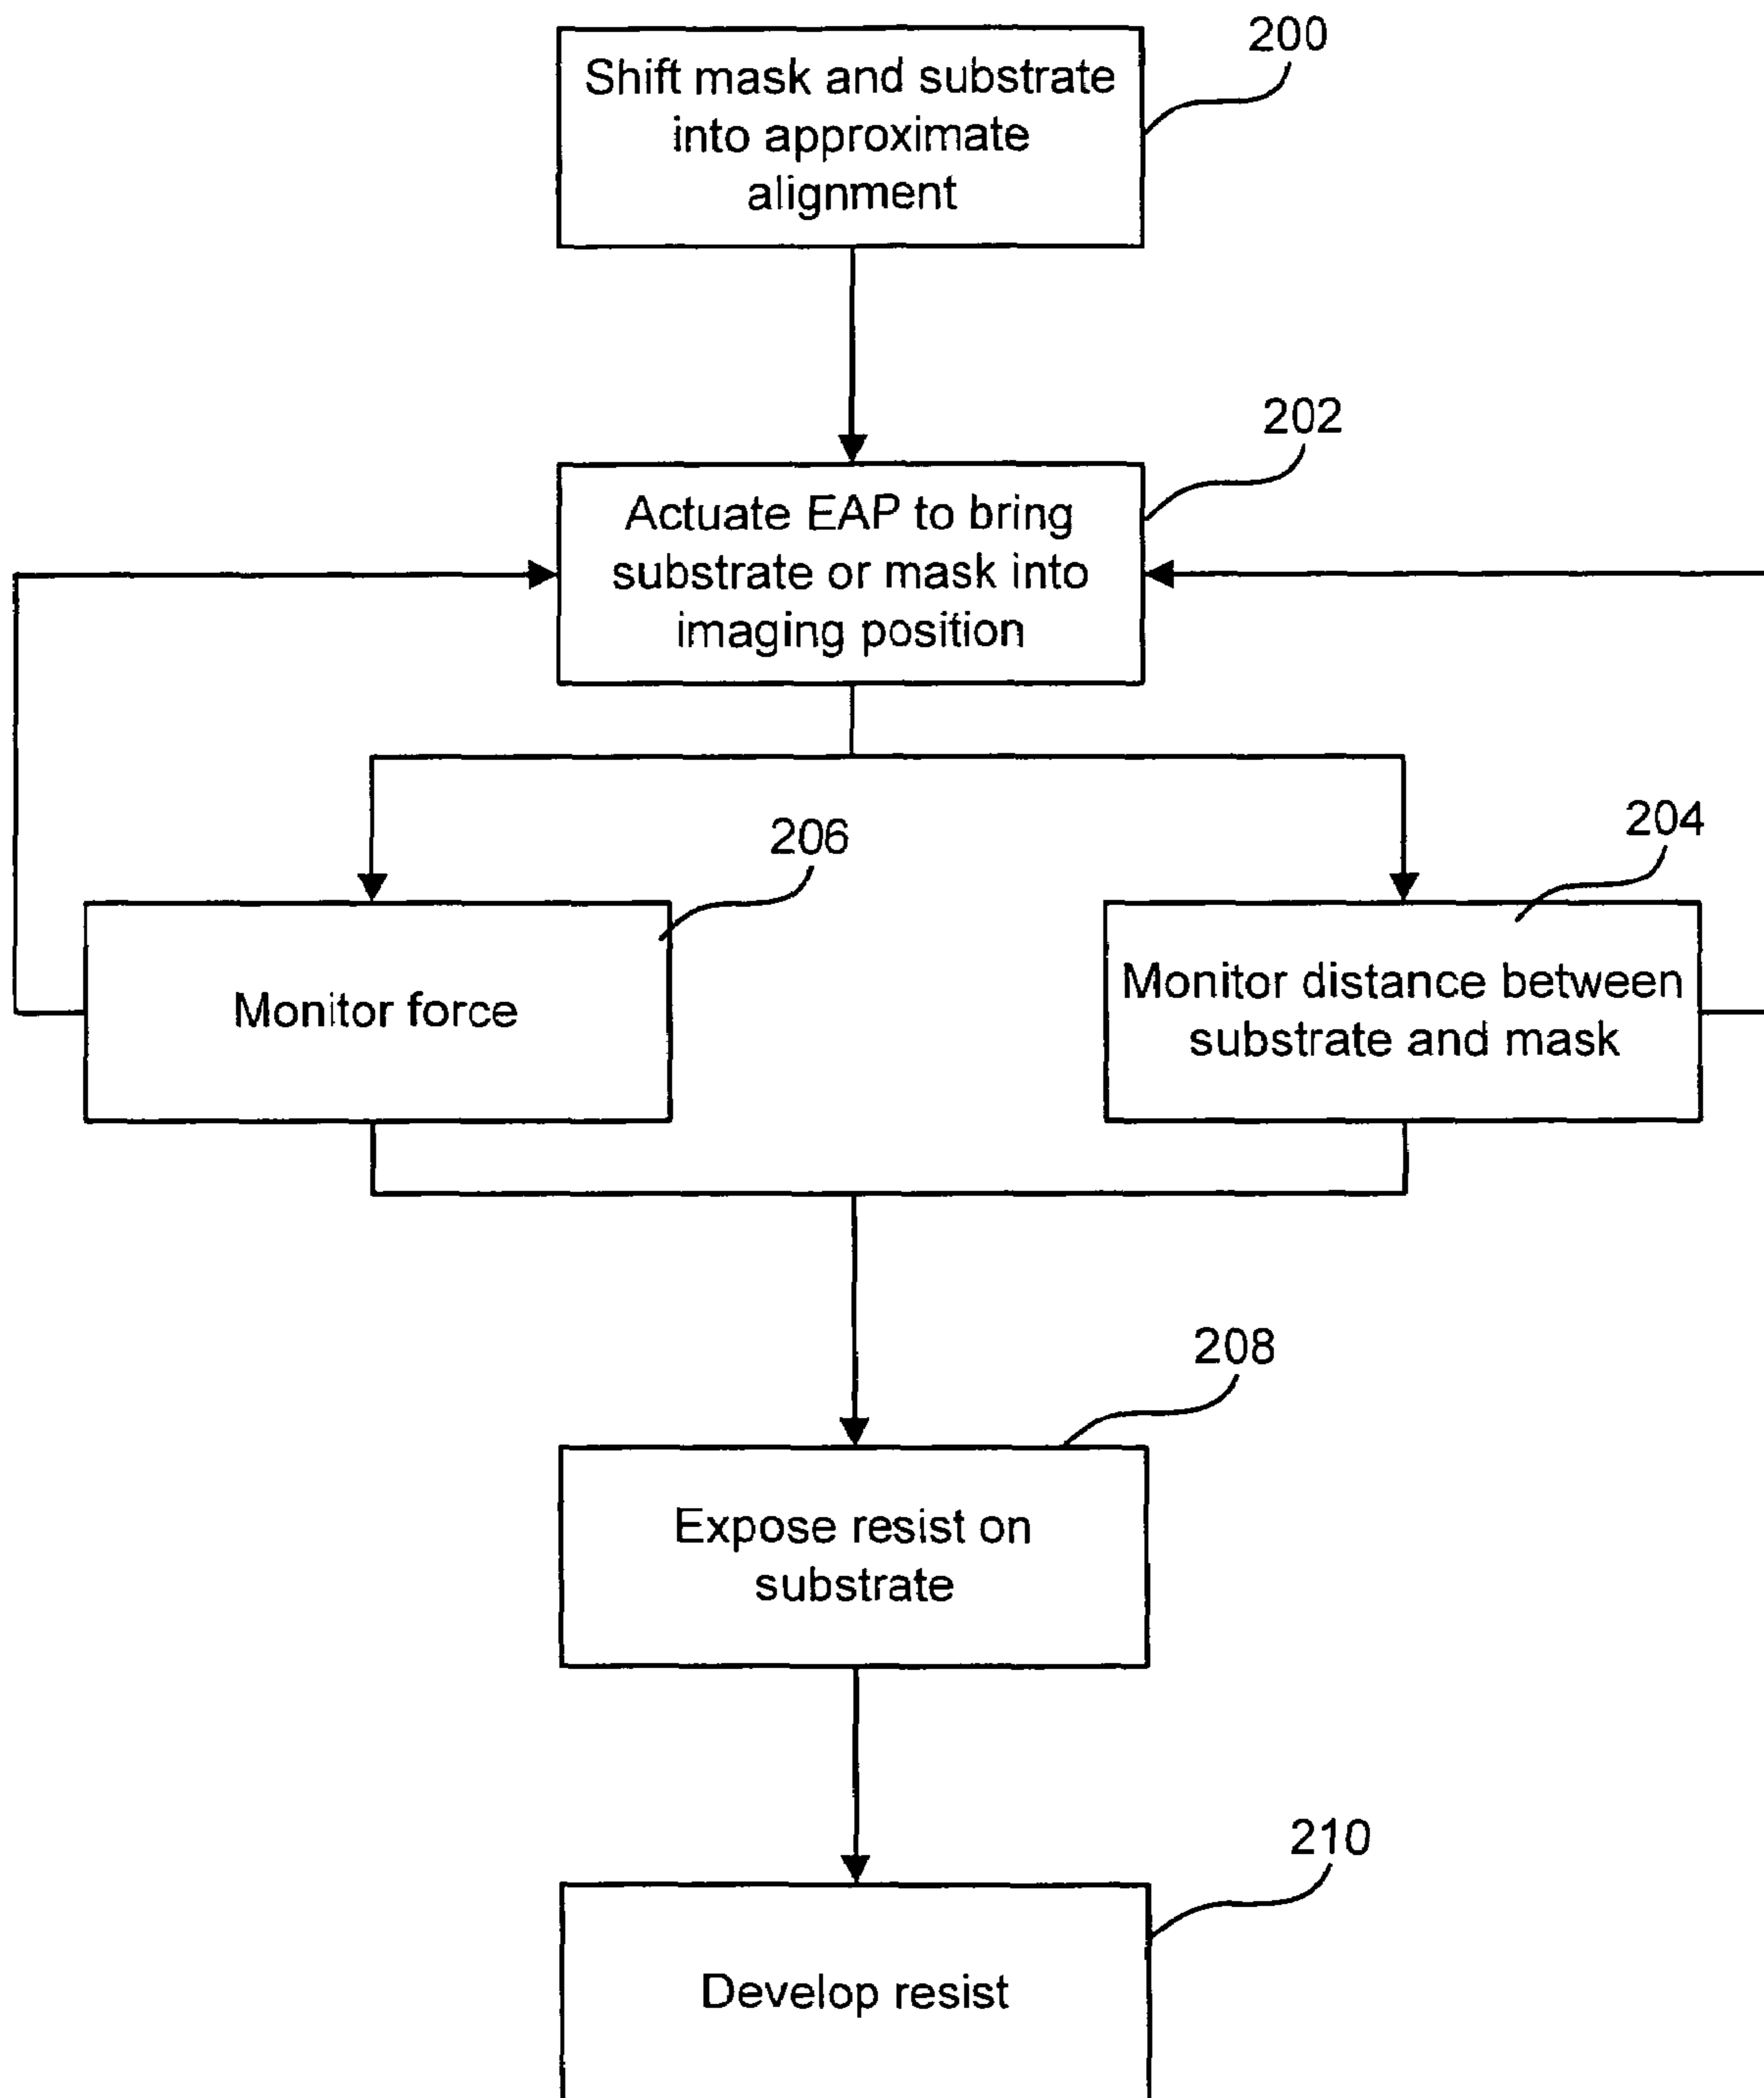 200
Shift mask and substrate
into approximate
alignment
202
Actuate EAP to bring
substrate or mask into
imaging position
206
Monitor force
204
Monitor distance between
substrate and mask
208
Expose resist on
substrate
210
Develop resist